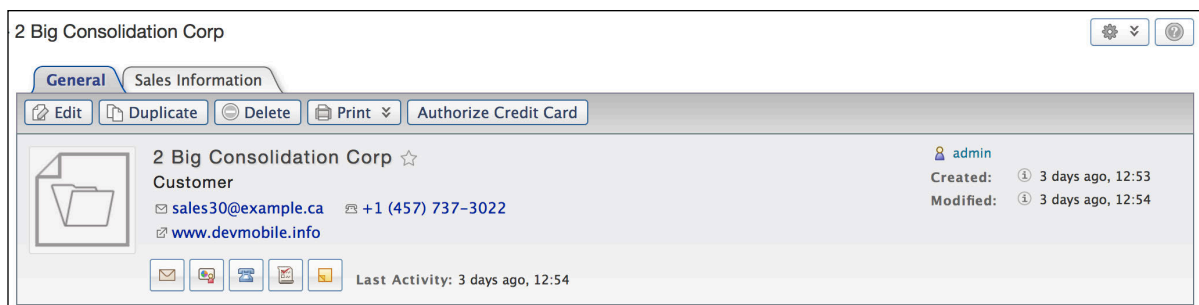 2 Big Consolidation Corp
General Sales Information
Edit Duplicate Delete Print Authorize Credit Card
2 Big Consolidation Corp
admin
Customer
Created: 3 days ago, 12:53
sales30@example.ca +1 (457) 737-3022
Modified: 3 days ago, 12:54
www.devmobile.info
Last Activity: 3 days ago, 12:54